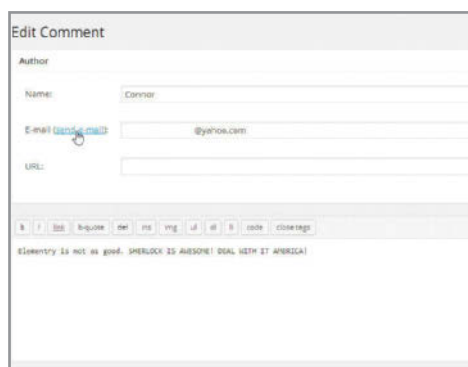 Edit Comment
Author
Name: Connor
E-mail (send e-mail): @yahoo.com
URL:
b i link b-quote del ins img ul ol li code close tags
Elementry is not as good. SHERLOCK IS AWESOME! DEAL WITH IT AMERICA!